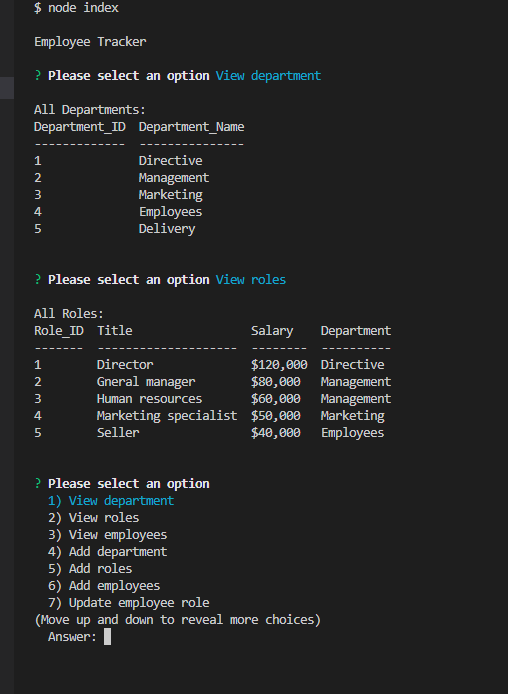 $ node index
Employee Tracker
? Please select an option View department
All Departments:
Department_ID  Department_Name
-------------  ---------------
1              Directive
2              Management
3              Marketing
4              Employees
5              Delivery
? Please select an option View roles
All Roles:
Role_ID  Title                 Salary    Department
-------  --------------------  --------  ----------
1        Director              $120,000  Directive
2        Gneral manager        $80,000   Management
3        Human resources       $60,000   Management
4        Marketing specialist  $50,000   Marketing
5        Seller                $40,000   Employees
? Please select an option
1) View department
2) View roles
3) View employees
4) Add department
5) Add roles
6) Add employees
7) Update employee role
(Move up and down to reveal more choices)
Answer: